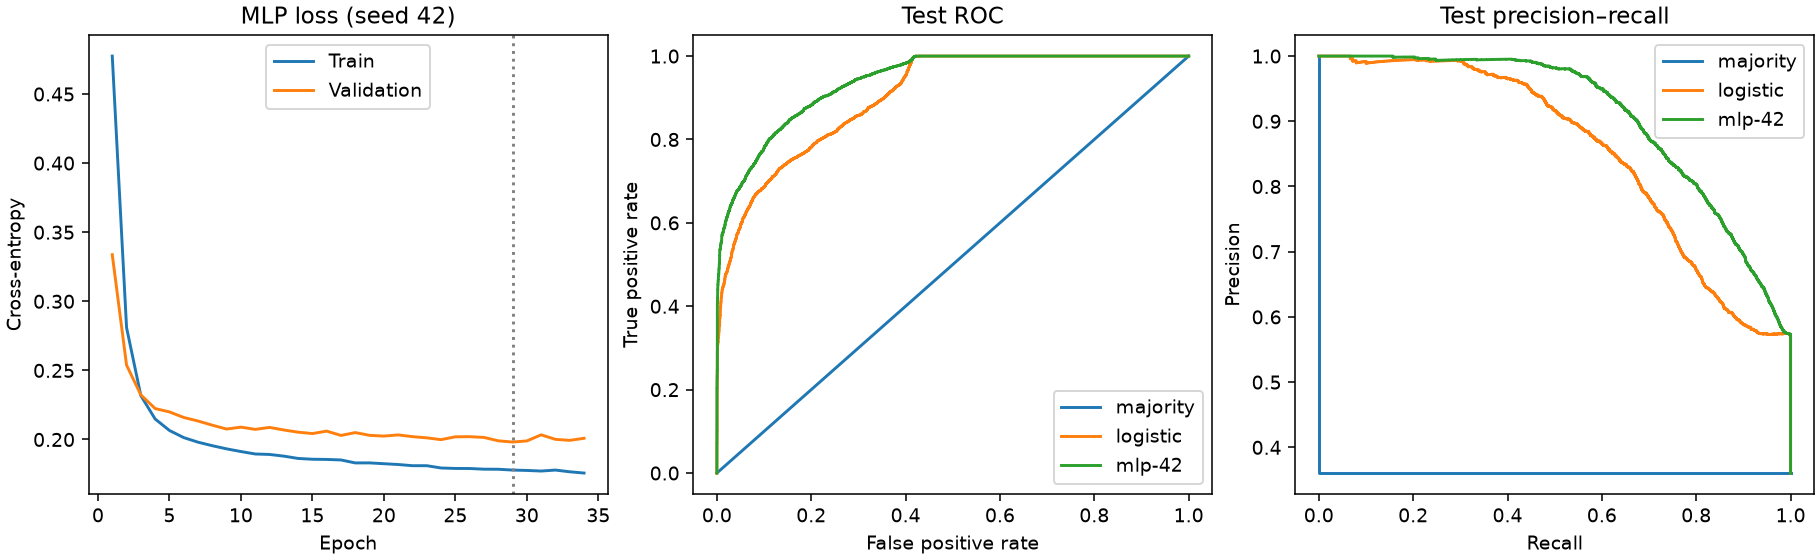 MLP loss (seed 42)
Train
Validation
0.45
0.40
0.35
0.30
0.25
0.20
Cross-entropy
0
5
10
15
20
25
30
35
Epoch
Test ROC
1.0
0.8
0.6
0.4
0.2
0.0
True positive rate
majority
logistic
mlp-42
0.0
0.2
0.4
0.6
0.8
1.0
False positive rate
Test precision–recall
majority
logistic
mlp-42
1.0
0.9
0.8
0.7
0.6
0.5
0.4
Precision
0.0
0.2
0.4
0.6
0.8
1.0
Recall